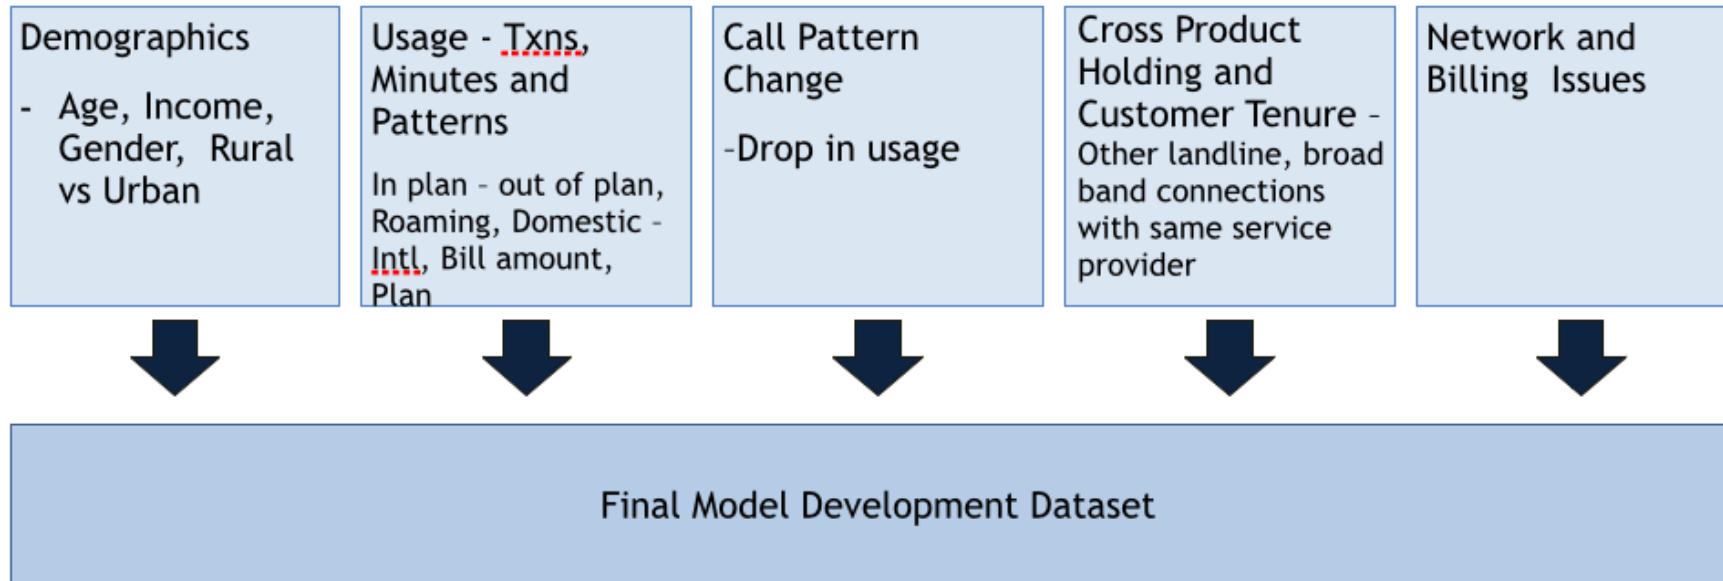 Demographics
- Age, Income,
Gender, Rural
vs Urban
Usage - Txns,
Minutes and
Patterns
In plan – out of plan,
Roaming, Domestic –
Intl, Bill amount,
Plan
Call Pattern
Change
–Drop in usage
Cross Product
Holding and
Customer Tenure –
Other landline, broad
band connections
with same service
provider
Network and
Billing Issues
Final Model Development Dataset